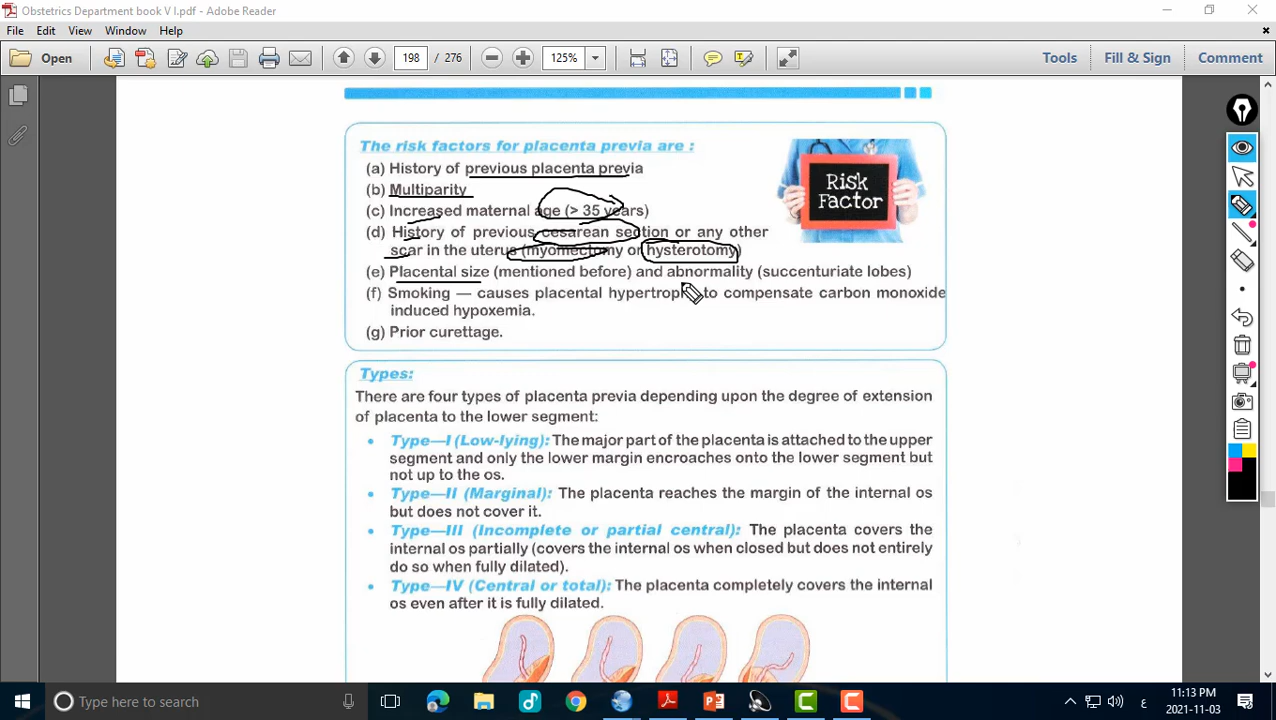 Obstetrics Department book V I.pdf - Adobe Reader
File Edit View Window Help
Open 198 / 276 125% Tools Fill & Sign Comment
The risk factors for placenta previa are :
(a) History of previous placenta previa
(b) Multiparity
(c) Increased maternal age (> 35 years)
(d) History of previous cesarean section or any other
scar in the uterus (myomectomy or hysterotomy)
(e) Placental size (mentioned before) and abnormality (succenturiate lobes)
(f) Smoking — causes placental hypertrophy to compensate carbon monoxide
induced hypoxemia.
(g) Prior curettage.
Risk
Factor
Types:
There are four types of placenta previa depending upon the degree of extension
of placenta to the lower segment:
• Type—I (Low-lying): The major part of the placenta is attached to the upper
segment and only the lower margin encroaches onto the lower segment but
not up to the os.
• Type—II (Marginal): The placenta reaches the margin of the internal os
but does not cover it.
• Type—III (Incomplete or partial central): The placenta covers the
internal os partially (covers the internal os when closed but does not entirely
do so when fully dilated).
• Type—IV (Central or total): The placenta completely covers the internal
os even after it is fully dilated.
Type here to search
ع
11:13 PM
2021-11-03